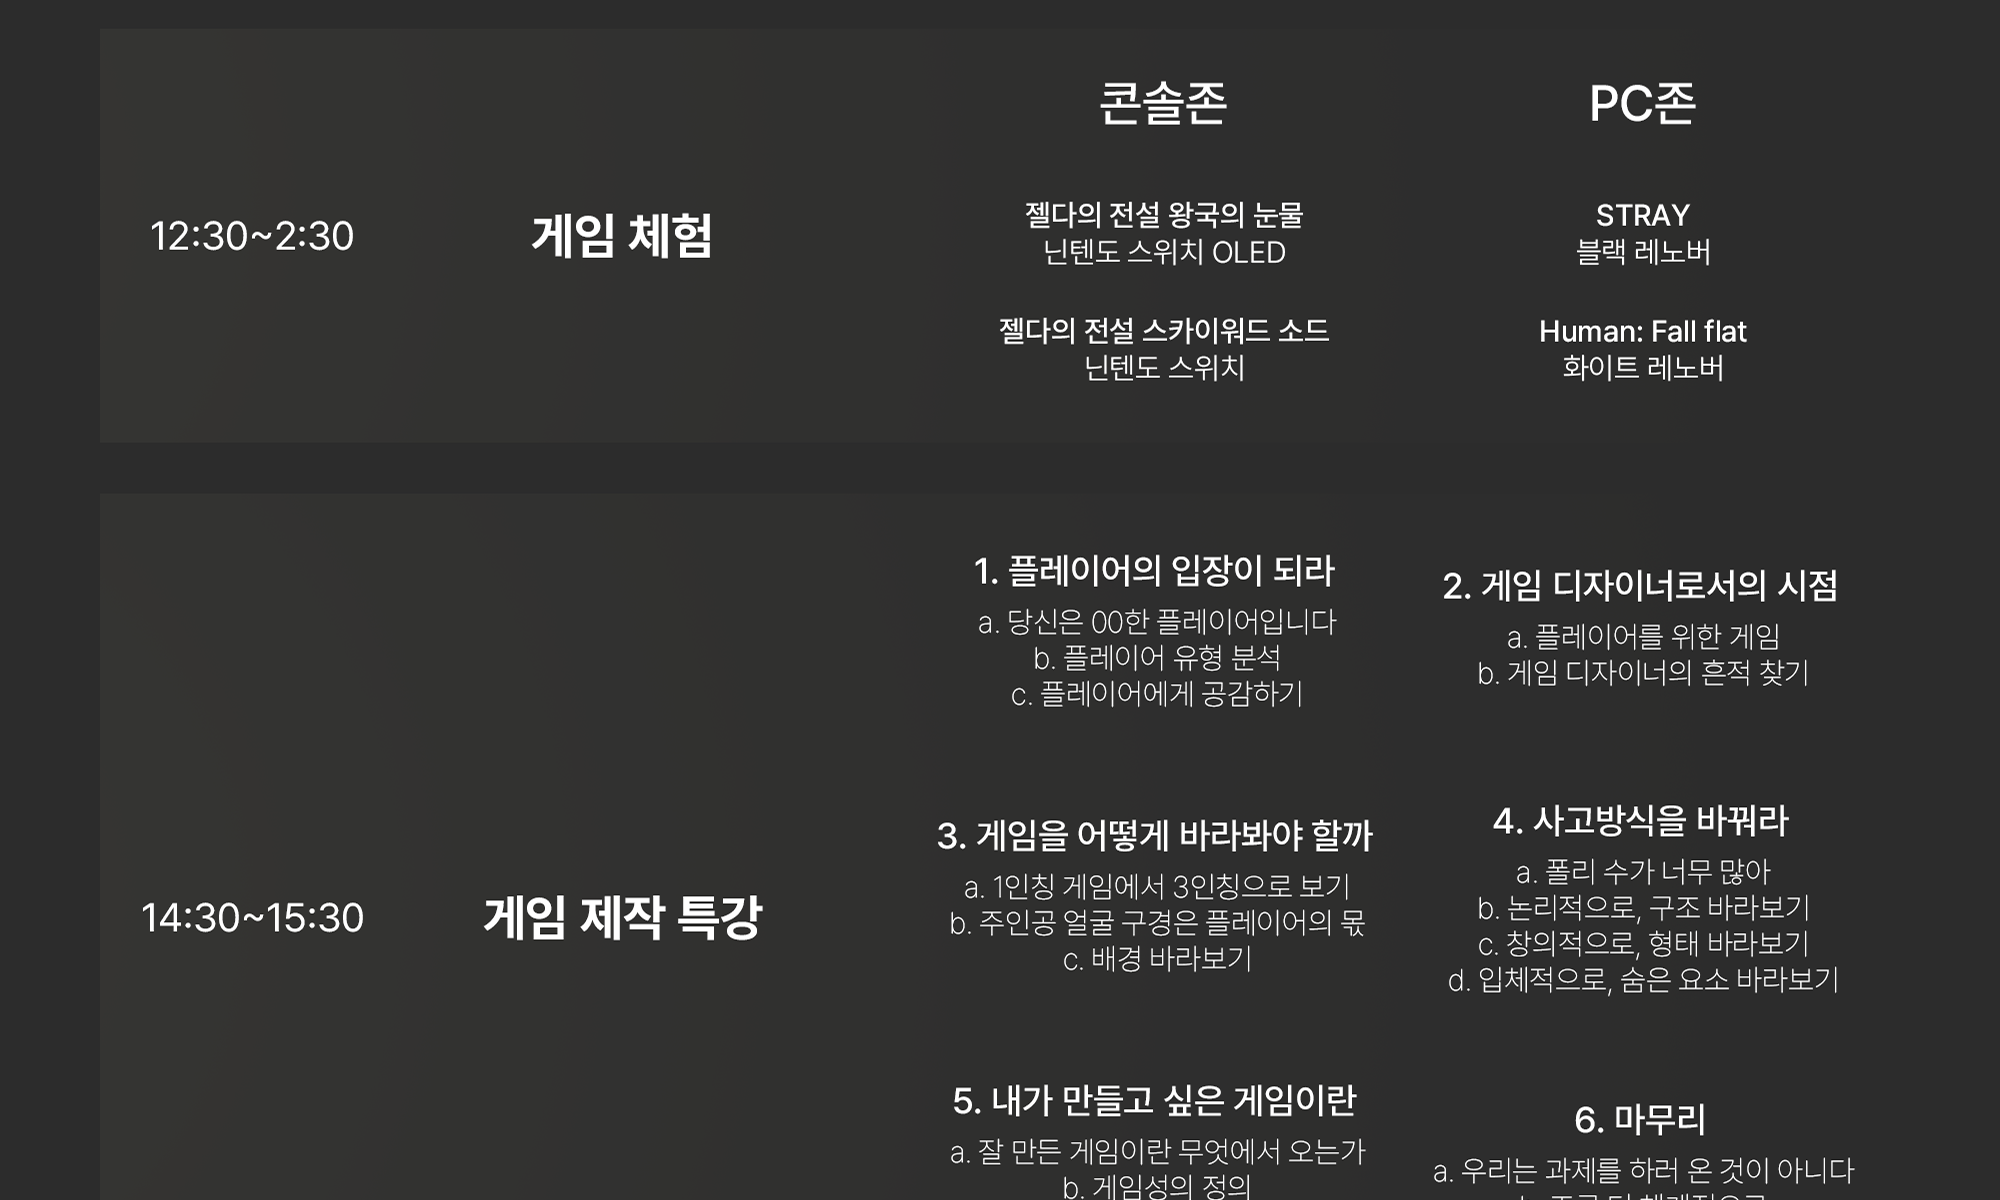 콘솔존
PC존
12:30~2:30
게임 체험
젤다의 전설 왕국의 눈물
닌텐도 스위치 OLED
젤다의 전설 스카이워드 소드
닌텐도 스위치
STRAY
블랙 레노버
Human: Fall flat
화이트 레노버
14:30~15:30
게임 제작 특강
1. 플레이어의 입장이 되라
a. 당신은 00한 플레이어입니다
b. 플레이어 유형 분석
c. 플레이어에게 공감하기
2. 게임 디자이너로서의 시점
a. 플레이어를 위한 게임
b. 게임 디자이너의 흔적 찾기
3. 게임을 어떻게 바라봐야 할까
a. 1인칭 게임에서 3인칭으로 보기
b. 주인공 얼굴 구경은 플레이어의 몫
c. 배경 바라보기
4. 사고방식을 바꿔라
a. 폴리 수가 너무 많아
b. 논리적으로, 구조 바라보기
c. 창의적으로, 형태 바라보기
d. 입체적으로, 숨은 요소 바라보기
5. 내가 만들고 싶은 게임이란
a. 잘 만든 게임이란 무엇에서 오는가
b. 게임성의 정의
6. 마무리
a. 우리는 과제를 하러 온 것이 아니다